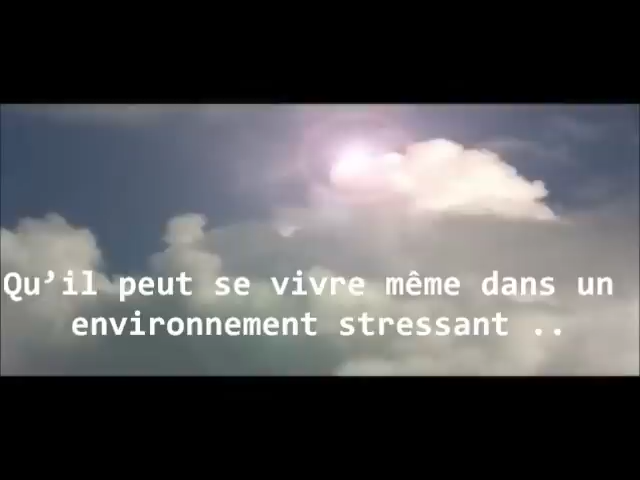 Qu’il peut se vivre même dans un
environnement stressant ..